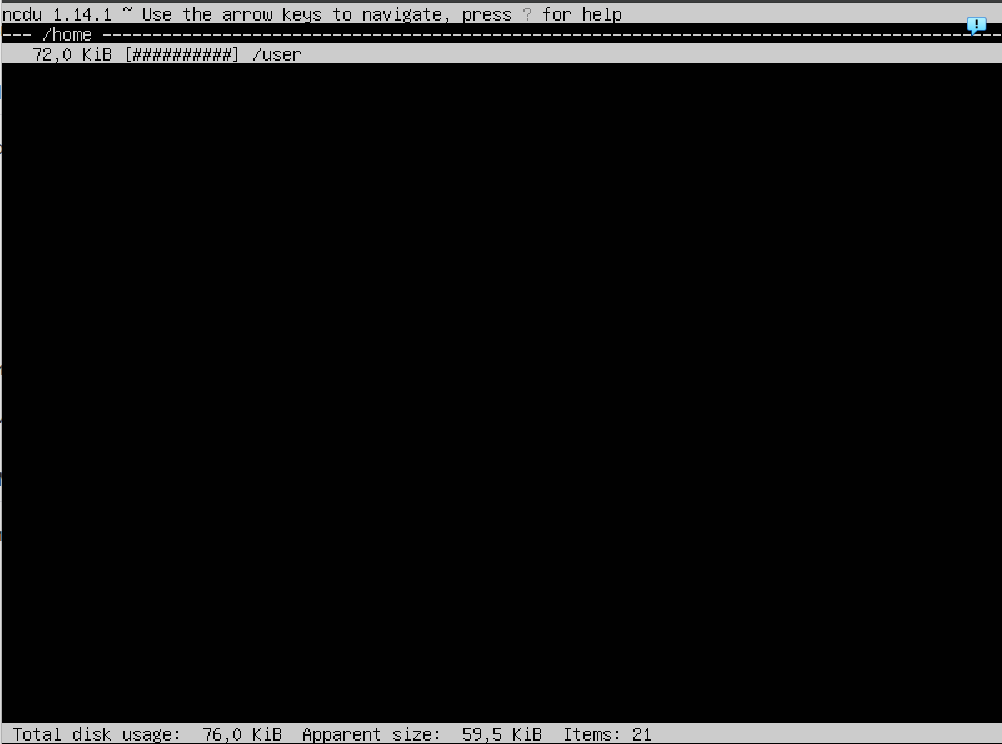 ncdu 1.14.1 ~ Use the arrow keys to navigate, press ? for help
--- /home ------------------------------------------------------------------------------------------
72,0 KiB [##########] /user
Total disk usage:  76,0 KiB  Apparent size:  59,5 KiB  Items: 21